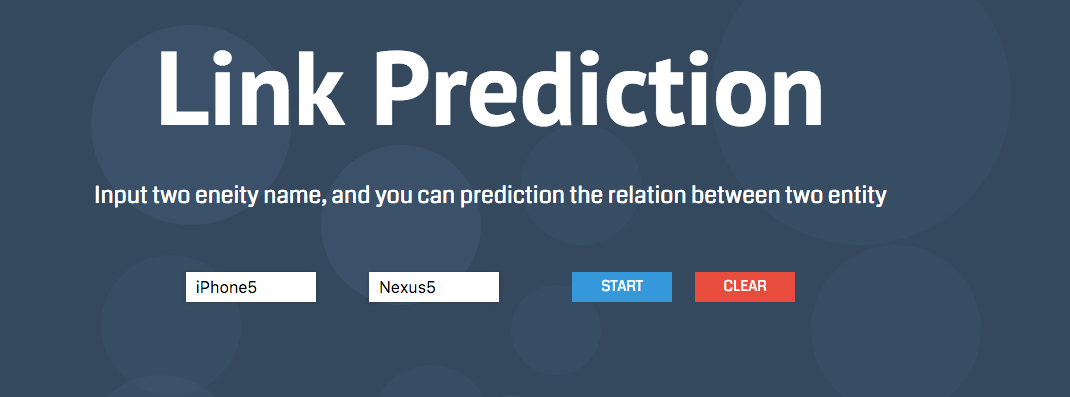 Link Prediction
Input two eneity name, and you can prediction the relation between two entity
iPhone5 Nexus5 START CLEAR